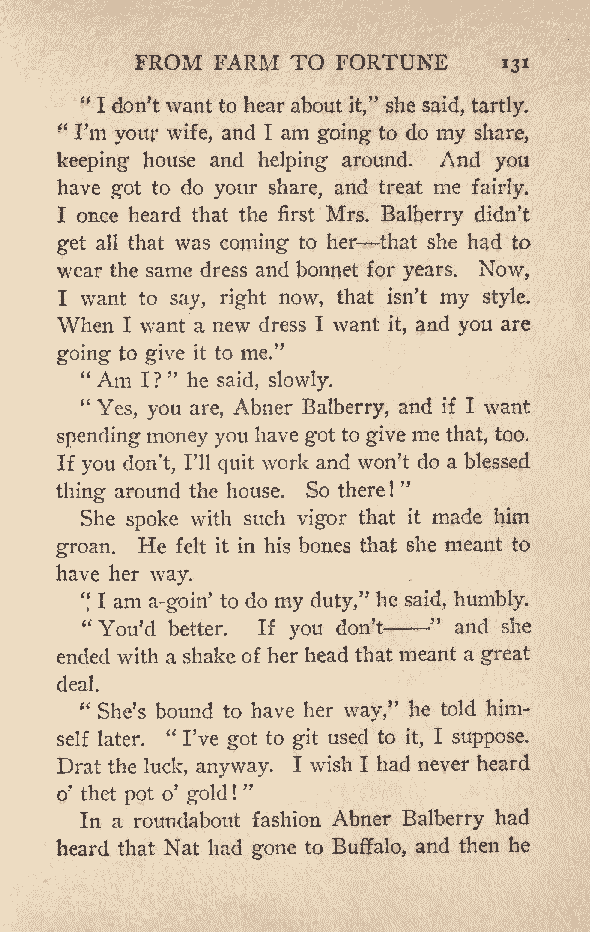 FROM FARM TO FORTUNE 131
" I don't want to hear about it," she said, tartly.
" I'm your wife, and I am going to do my share,
keeping house and helping around. And you
have got to do your share, and treat me fairly.
I once heard that the first Mrs. Balberry didn't
get all that was coming to her—that she had to
wear the same dress and bonnet for years. Now,
I want to say, right now, that isn't my style.
When I want a new dress I want it, and you are
going to give it to me."
" Am I? " he said, slowly.
" Yes, you are, Abner Balberry, and if I want
spending money you have got to give me that, too.
If you don't, I'll quit work and won't do a blessed
thing around the house. So there! "
She spoke with such vigor that it made him
groan. He felt it in his bones that she meant to
have her way.
" I am a-goin' to do my duty," he said, humbly.
" You'd better. If you don't——" and she
ended with a shake of her head that meant a great
deal.
" She's bound to have her way," he told him-
self later. " I've got to git used to it, I suppose.
Drat the luck, anyway. I wish I had never heard
o' thet pot o' gold! "
In a roundabout fashion Abner Balberry had
heard that Nat had gone to Buffalo, and then he